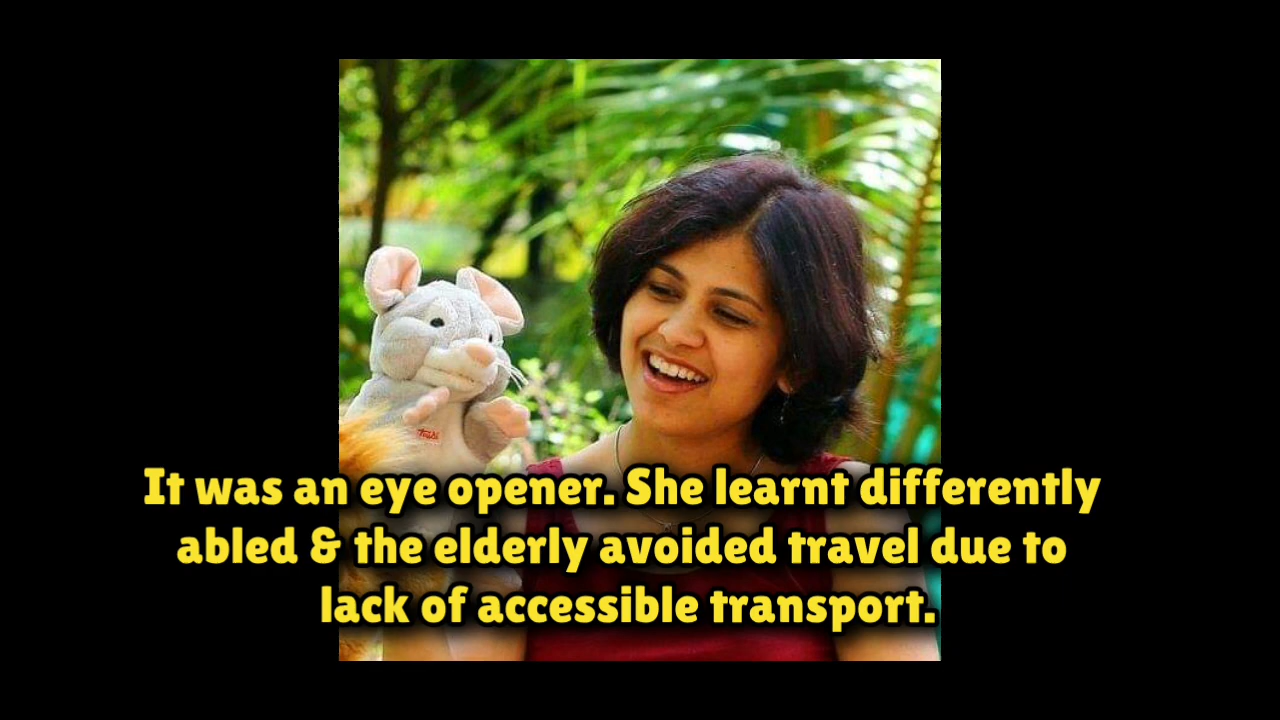 Trudi
It was an eye opener. She learnt differently
abled & the elderly avoided travel due to
lack of accessible transport.